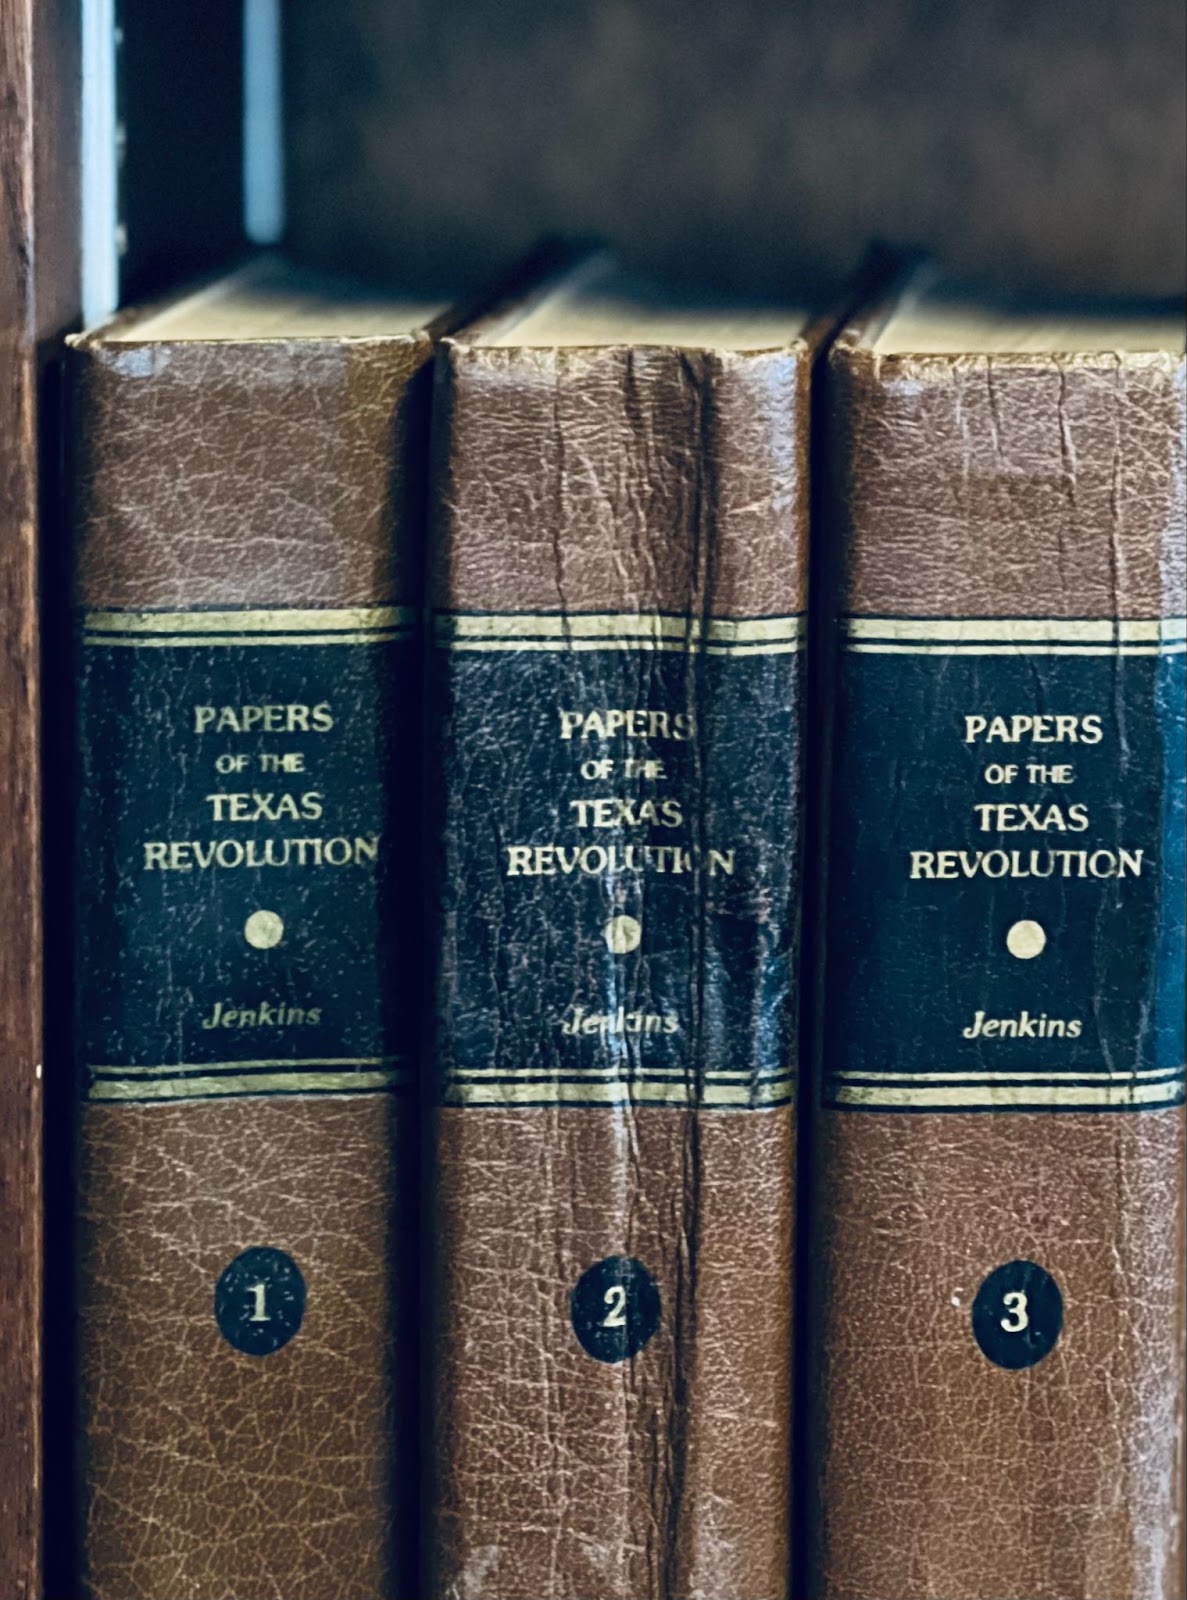 PAPERS
OF THE
TEXAS
REVOLUTION
Jenkins
1
PAPERS
OF THE
TEXAS
REVOLUTION
Jenkins
2
PAPERS
OF THE
TEXAS
REVOLUTION
Jenkins
3